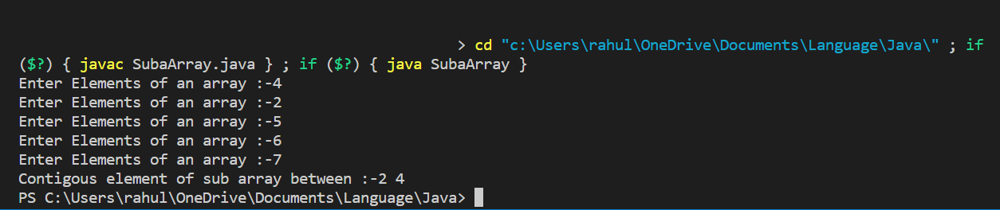 > cd "c:\Users\rahul\OneDrive\Documents\Language\Java\" ; if
($?) { javac SubaArray.java } ; if ($?) { java SubaArray }
Enter Elements of an array :-4
Enter Elements of an array :-2
Enter Elements of an array :-5
Enter Elements of an array :-6
Enter Elements of an array :-7
Contigous element of sub array between :-2 4
PS C:\Users\rahul\OneDrive\Documents\Language\Java>